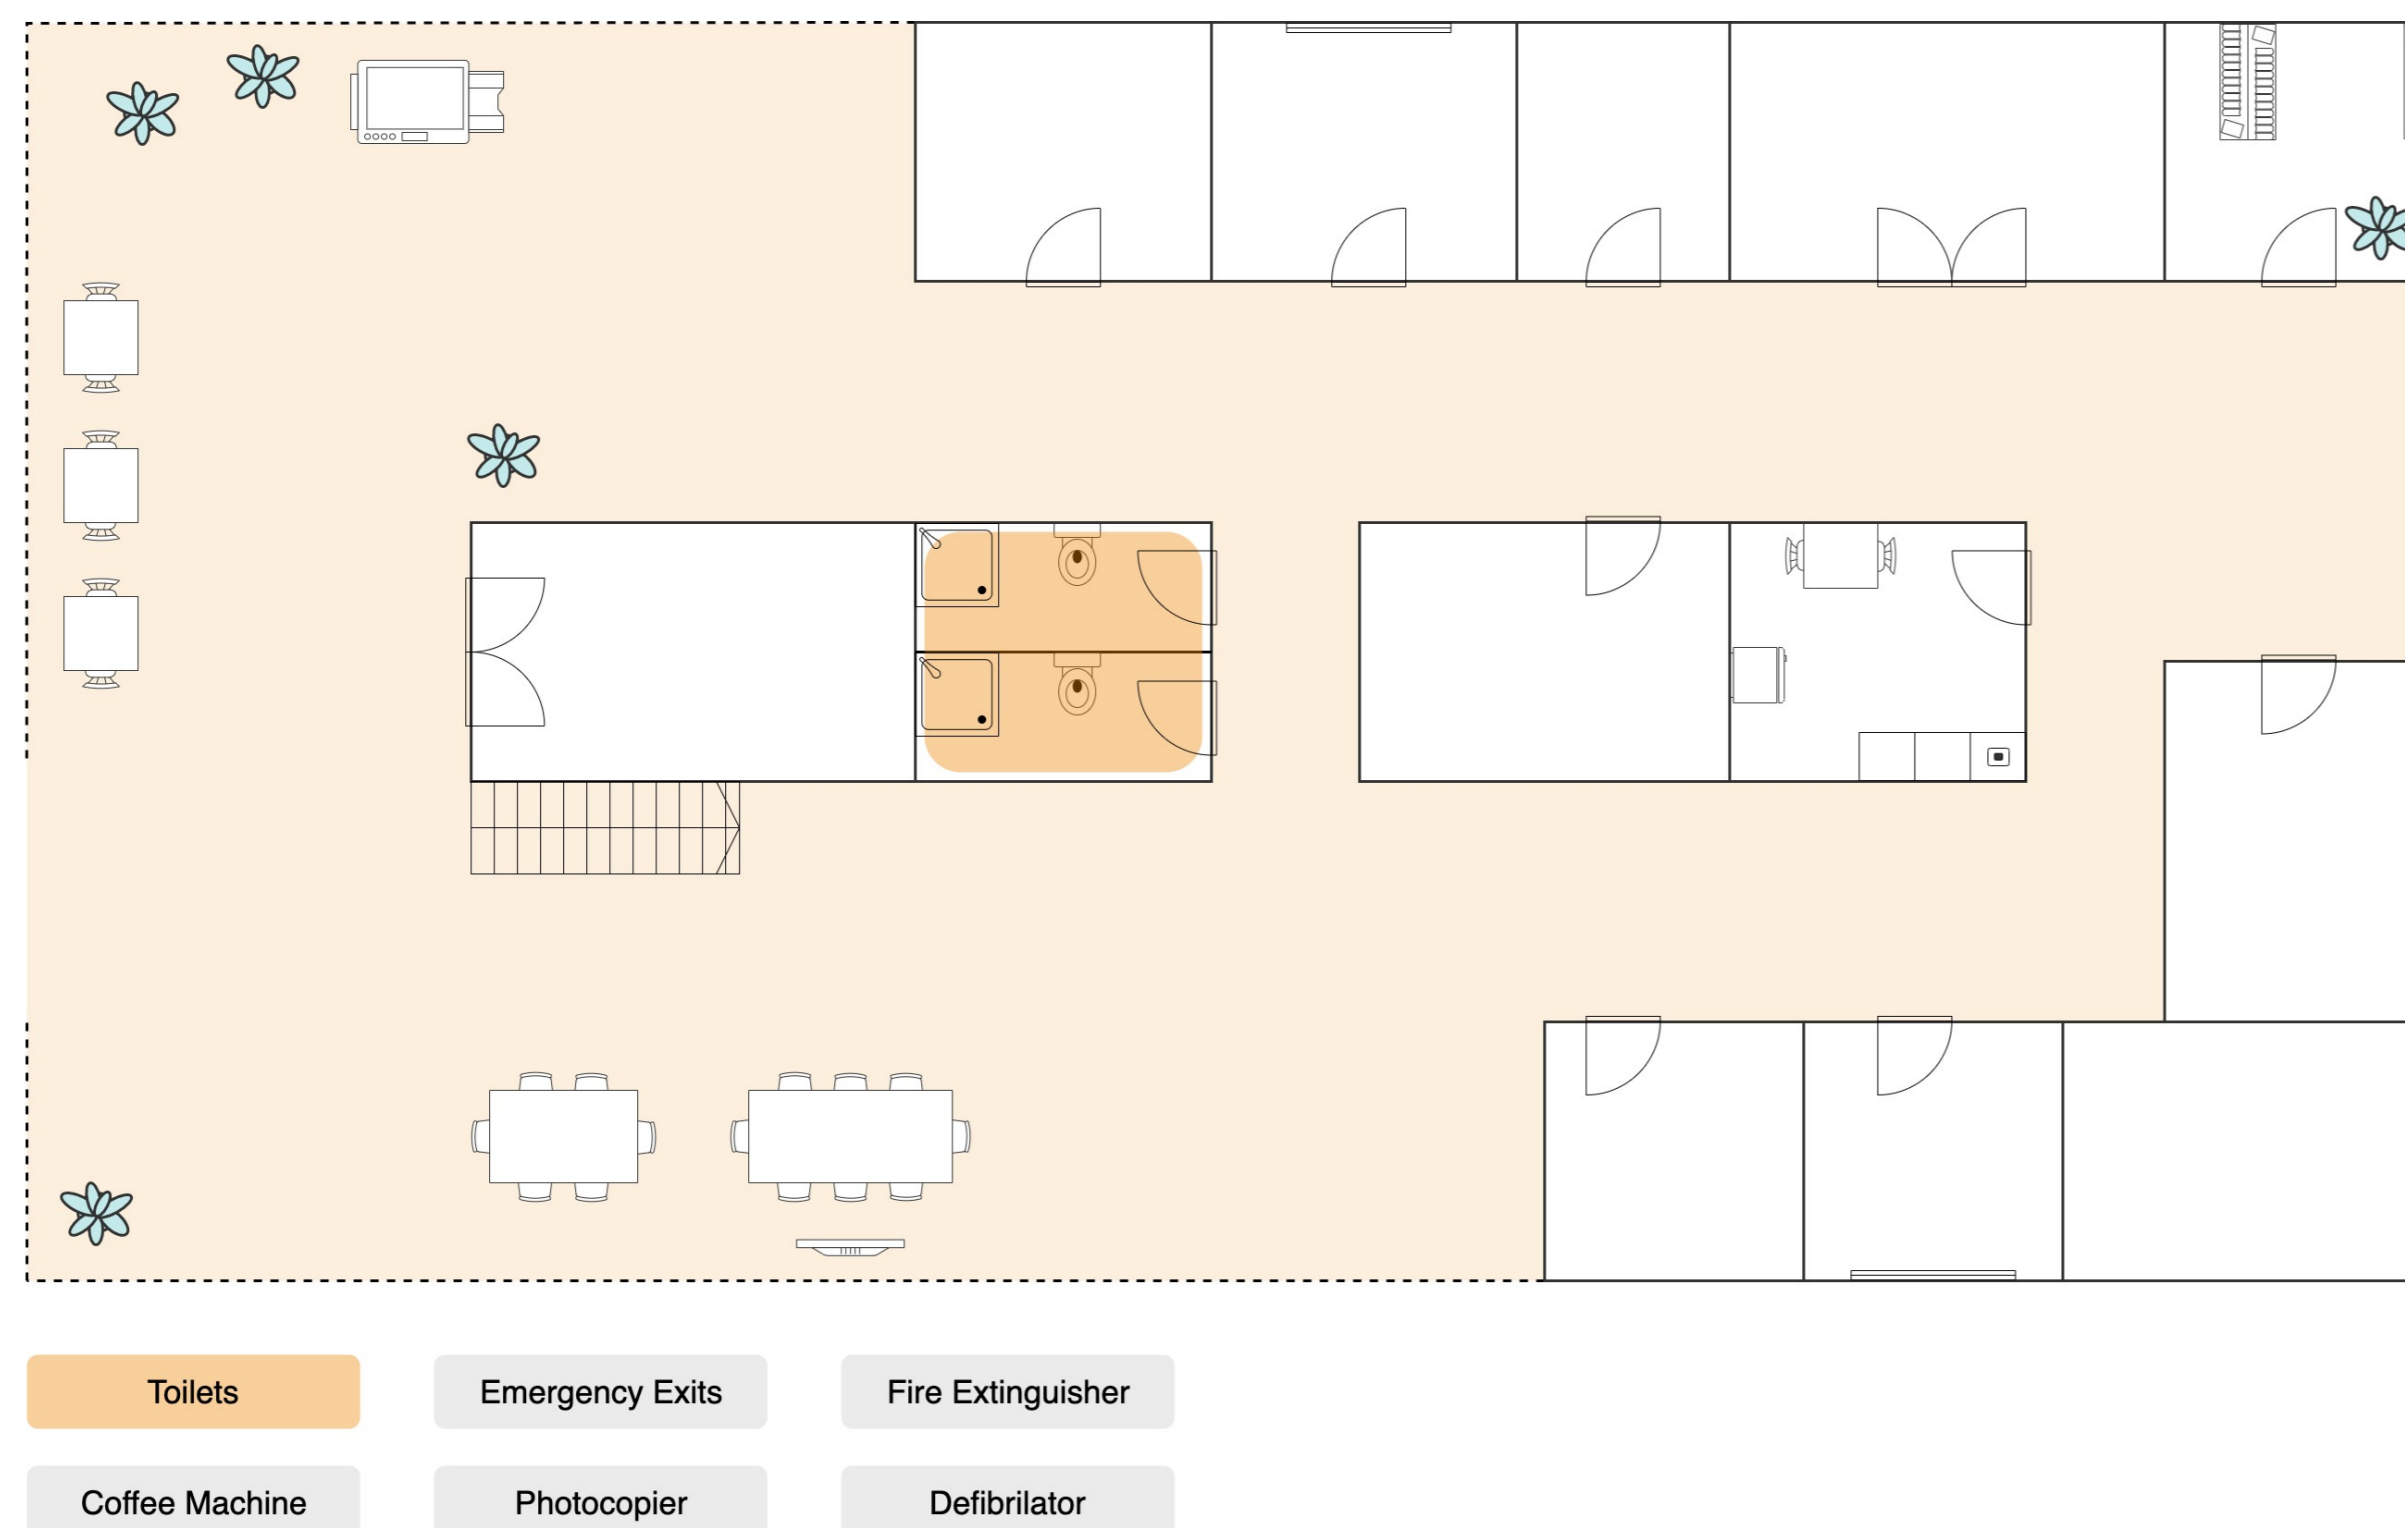 Toilets
Emergency Exits
Fire Extinguisher
Coffee Machine
Photocopier
Defibrilator